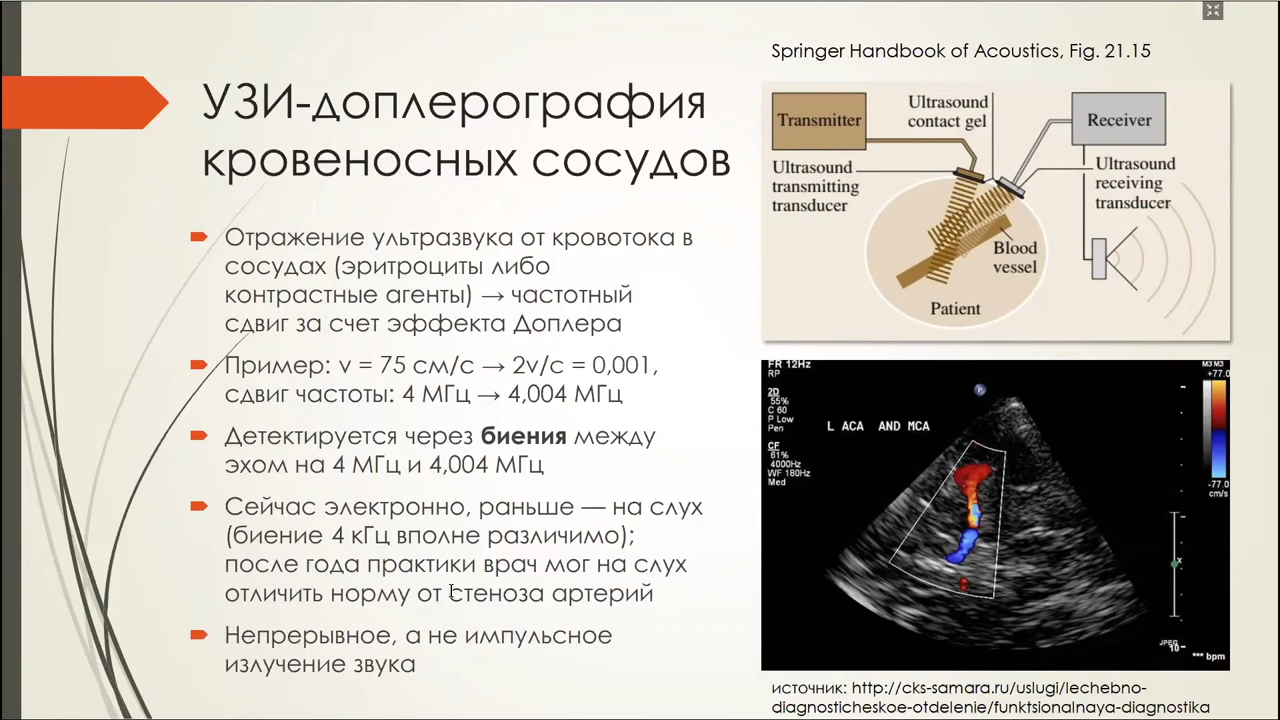 Springer Handbook of Acoustics, Fig. 21.15
УЗИ-доплерография
кровеносных сосудов
Отражение ультразвука от кровотока в
сосудах (эритроциты либо
контрастные агенты) → частотный
сдвиг за счет эффекта Доплера
Пример: v = 75 см/с → 2v/c = 0,001,
сдвиг частоты: 4 МГц → 4,004 МГц
Детектируется через биения между
эхом на 4 МГц и 4,004 МГц
Сейчас электронно, раньше — на слух
(биение 4 кГц вполне различимо);
после года практики врач мог на слух
отличить норму от стеноза артерий
Непрерывное, а не импульсное
излучение звука
Transmitter
Ultrasound
contact gel
Receiver
Ultrasound
transmitting
transducer
Ultrasound
receiving
transducer
Blood
vessel
Patient
FR 12Hz
RP
2D
55%
C 60
P Low
Pen
CF
61%
4000Hz
WF 180Hz
Med
P
L ACA AND MCA
M3 M3
+77.0
-77.0
cm/s
x
JPEG
10
*** bpm
источник: http://cks-samara.ru/uslugi/lechebno-
diagnosticheskoe-otdelenie/funktsionalnaya-diagnostika